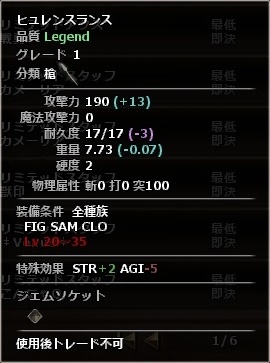 ヒュレンスランス
品質 Legend
グレード 1
分類 槍
攻撃力 190 (+13)
魔法攻撃力 0
耐久度 17/17 (-3)
重量 7.73 (-0.07)
硬度 2
物理属性 斬0 打0 突100
装備条件 全種族
FIG SAM CLO
Lv 20~35
特殊効果 STR+2 AGI-5
ジェムソケット
1/6
使用後トレード不可